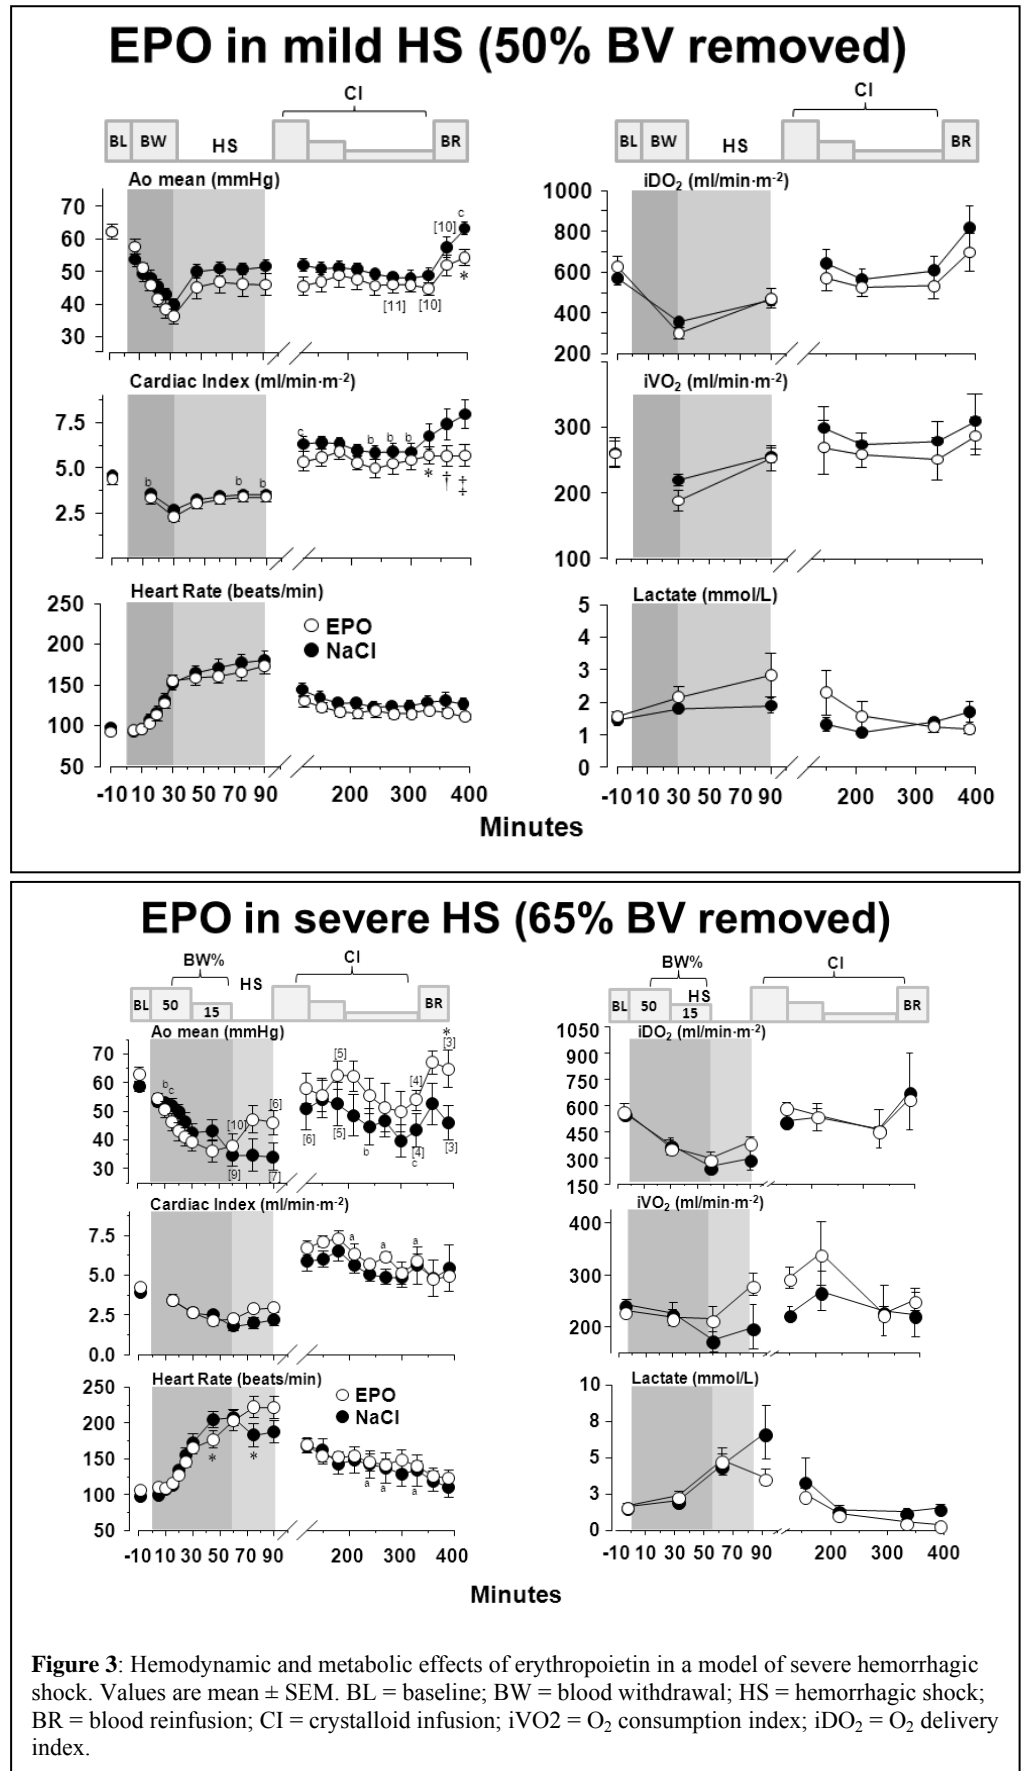 EPO in mild HS (50% BV removed)
CI
BL BW HS BR
Ao mean (mmHg)
70
60
50
40
30
c
[10]
*
[11] [10]
Cardiac Index (ml/min·m-2)
7.5
5.0
2.5
b b b
c b b b
* † ‡
Heart Rate (beats/min)
250
200
150
100
50
EPO
NaCl
-10 10 30 50 70 90 200 300 400
CI
BL BW HS BR
iDO2 (ml/min·m-2)
1000
800
600
400
200
iVO2 (ml/min·m-2)
300
200
100
Lactate (mmol/L)
5
4
3
2
1
0
-10 10 30 50 70 90 200 300 400
Minutes
EPO in severe HS (65% BV removed)
BW% HS CI
BL 50 15 BR
Ao mean (mmHg)
70
60
50
40
30
b
c
[10] [6]
[9] [7]
[5] [4] * [3]
[6] [5] b [4] c [3]
Cardiac Index (ml/min·m-2)
7.5
5.0
2.5
0.0
a a a
Heart Rate (beats/min)
250
200
150
100
50
EPO
NaCl
* *
a a a
-10 10 30 50 70 90 200 300 400
BW% CI
BL 50 15 HS BR
iDO2 (ml/min·m-2)
1050
900
750
600
450
300
150
iVO2 (ml/min·m-2)
400
300
200
Lactate (mmol/L)
10
8
5
3
0
-10 10 30 50 70 90 200 300 400
Minutes
Figure 3: Hemodynamic and metabolic effects of erythropoietin in a model of severe hemorrhagic
shock. Values are mean ± SEM. BL = baseline; BW = blood withdrawal; HS = hemorrhagic shock;
BR = blood reinfusion; CI = crystalloid infusion; iVO2 = O2 consumption index; iDO2 = O2 delivery
index.